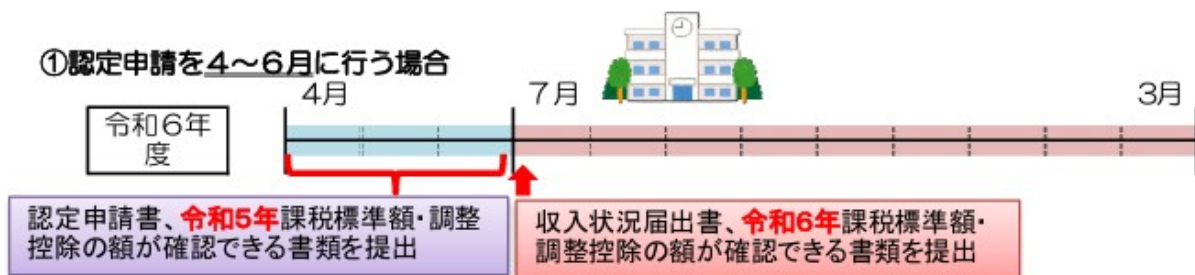 ①認定申請を4～6月に行う場合
4月
7月
3月
令和6年
度
認定申請書、令和5年課税標準額・調整
控除の額が確認できる書類を提出
収入状況届出書、令和6年課税標準額・
調整控除の額が確認できる書類を提出